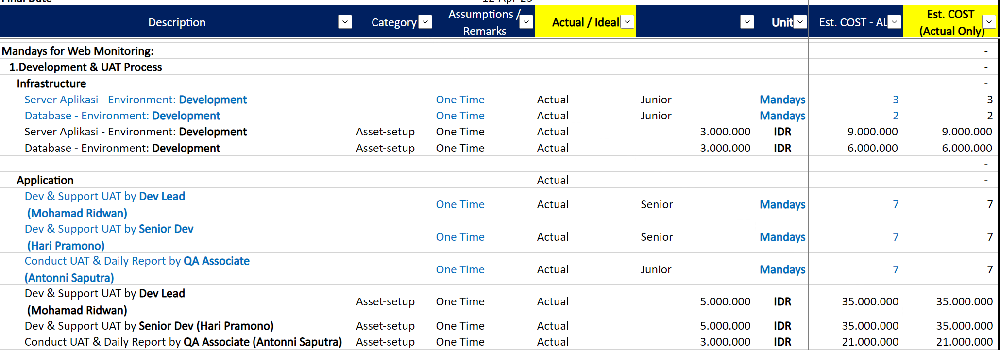 Final Date 12-Apr-23
Description Category Assumptions / Remarks Actual / Ideal Unit Est. COST - AL Est. COST (Actual Only)
Mandays for Web Monitoring: -
1.Development & UAT Process -
Infrastructure -
Server Aplikasi - Environment: Development One Time Actual Junior Mandays 3 3
Database - Environment: Development One Time Actual Junior Mandays 2 2
Server Aplikasi - Environment: Development Asset-setup One Time Actual 3.000.000 IDR 9.000.000 9.000.000
Database - Environment: Development Asset-setup One Time Actual 3.000.000 IDR 6.000.000 6.000.000
-
Application Actual -
Dev & Support UAT by Dev Lead
(Mohamad Ridwan) One Time Actual Senior Mandays 7 7
Dev & Support UAT by Senior Dev
(Hari Pramono) One Time Actual Senior Mandays 7 7
Conduct UAT & Daily Report by QA Associate
(Antonni Saputra) One Time Actual Junior Mandays 7 7
Dev & Support UAT by Dev Lead
(Mohamad Ridwan) Asset-setup One Time Actual 5.000.000 IDR 35.000.000 35.000.000
Dev & Support UAT by Senior Dev (Hari Pramono) Asset-setup One Time Actual 5.000.000 IDR 35.000.000 35.000.000
Conduct UAT & Daily Report by QA Associate (Antonni Saputra) Asset-setup One Time Actual 3.000.000 IDR 21.000.000 21.000.000